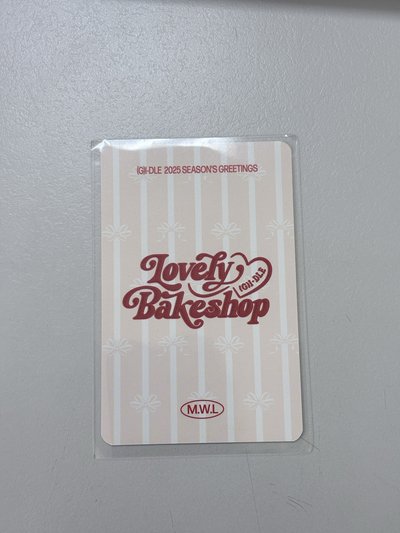 (G)I-DLE 2025 SEASON'S GREETINGS
Lovely
(G)I-DLE
Bakeshop
M.W.L